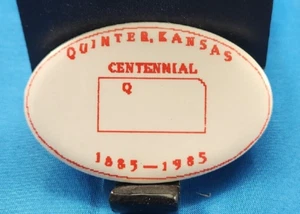 QUINTER, KANSAS
CENTENNIAL
Q
1885-1985